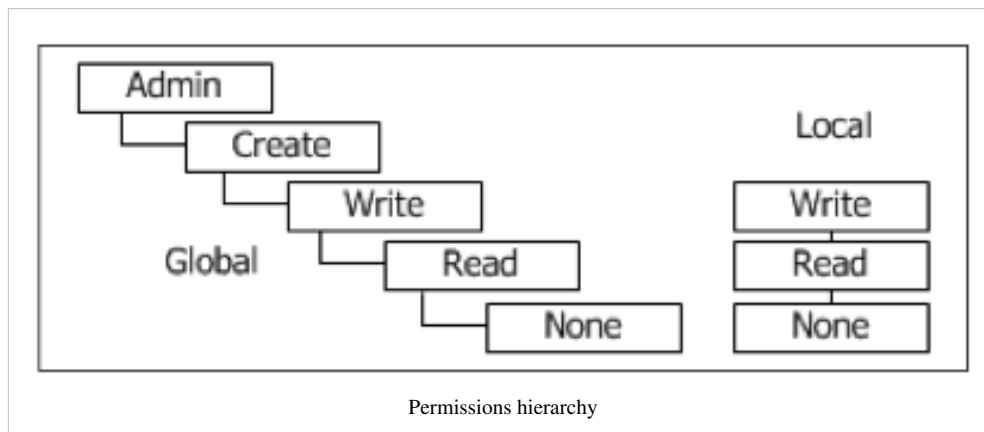 Admin
Create
Local
Write
Write
Global
Read
Read
None
None
Permissions hierarchy